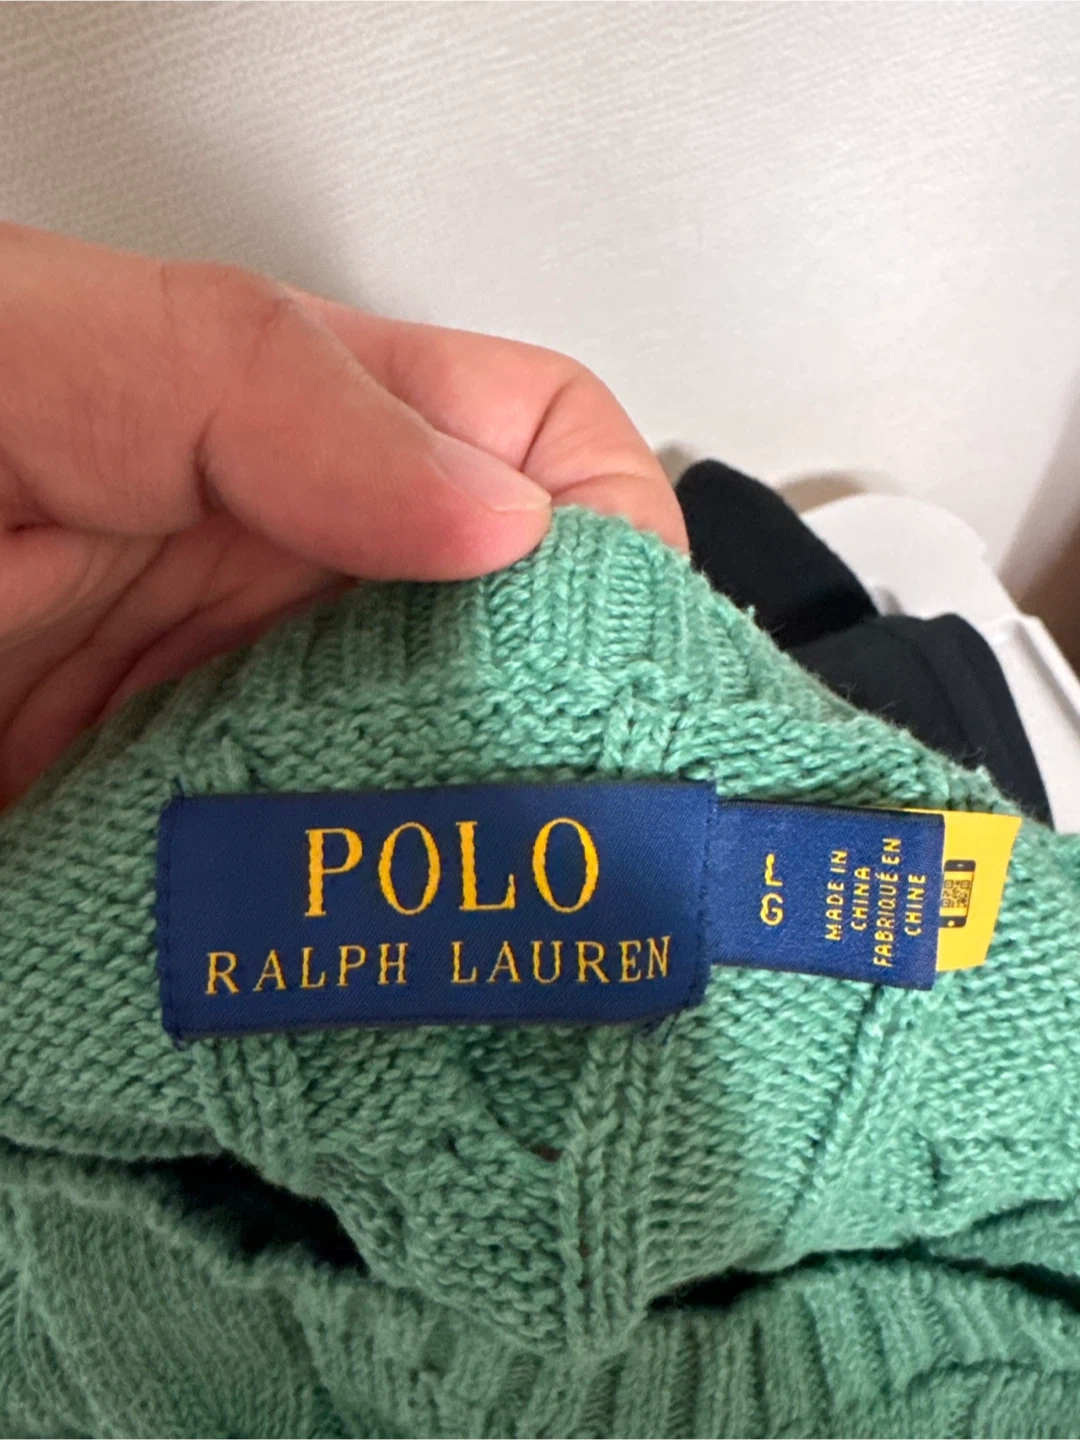 POLO
RALPH LAUREN
G L
MADE IN
CHINA
FABRIQUÉ EN
CHINE